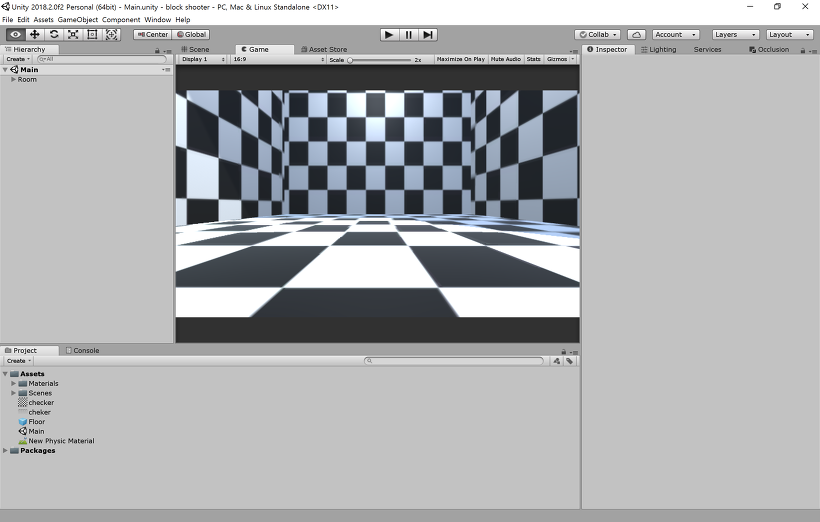 Unity 2018.2.0f2 Personal (64bit) - Main.unity - block shooter - PC, Mac & Linux Standalone <DX11>
File Edit Assets GameObject Component Window Help
Center Global Collab Account Layers Layout
Hierarchy Scene Game Asset Store Inspector Lighting Services Occlusion
Create All Display 1 16:9 Scale 2x Maximize On Play Mute Audio Stats Gizmos
Main
Room
Project Console
Create
Assets
Materials
Scenes
checker
cheker
Floor
Main
New Physic Material
Packages